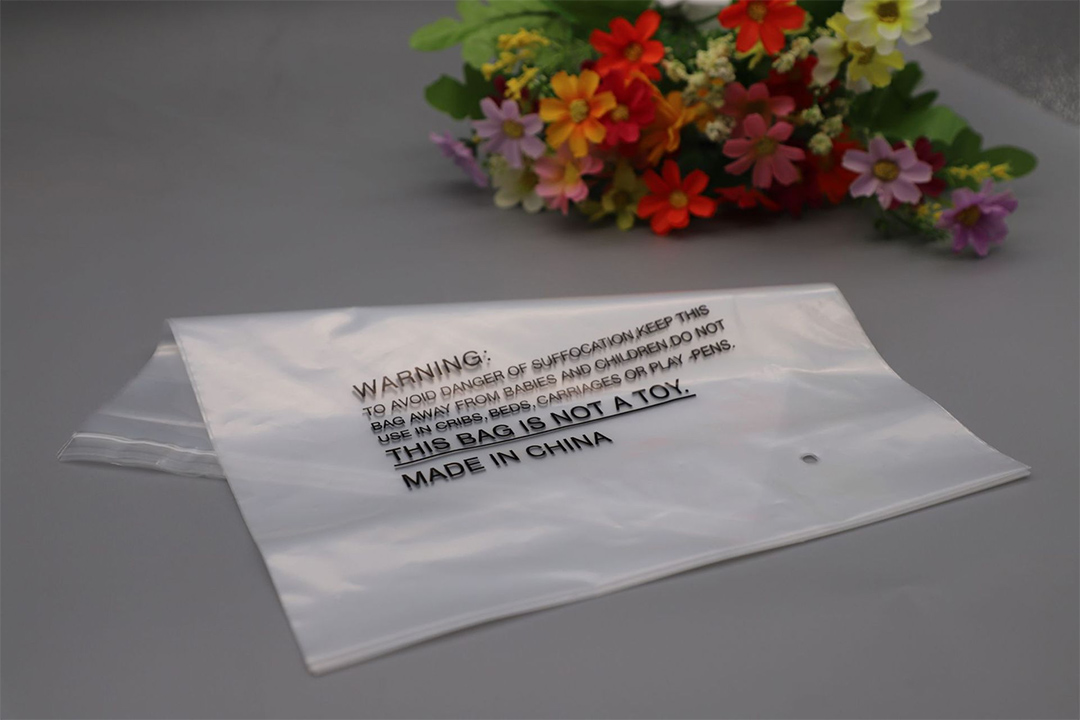 WARNING:
TO AVOID DANGER OF SUFFOCATION.KEEP THIS
BAG AWAY FROM BABIES AND CHILDREN.DO NOT
USE IN CRIBS, BEDS, CARRIAGES OR PLAY -PENS.
THIS BAG IS NOT A TOY.
MADE IN CHINA